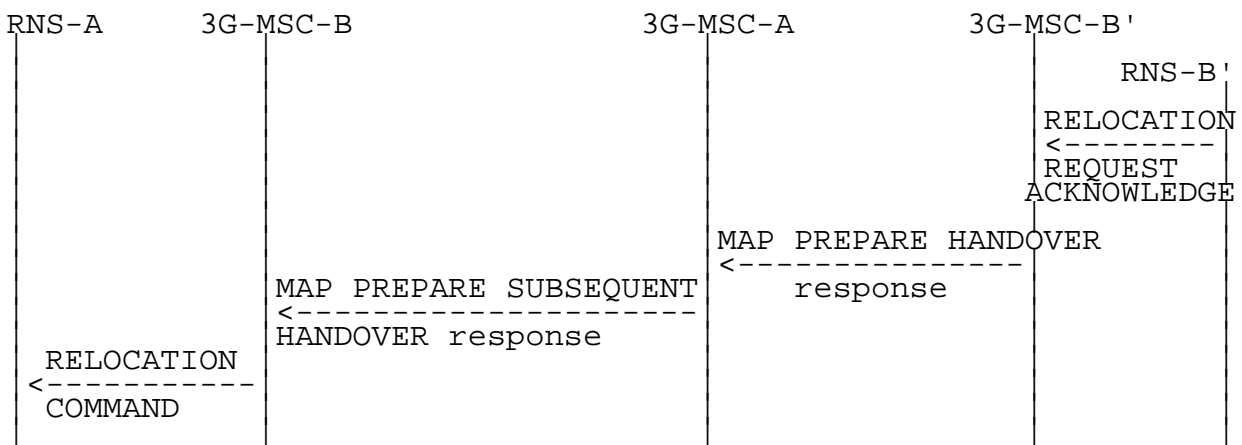 RNS-A 3G-MSC-B 3G-MSC-A 3G-MSC-B'
RNS-B'
RELOCATION
<--------
REQUEST
ACKNOWLEDGE
MAP PREPARE HANDOVER
<---------------
response
MAP PREPARE SUBSEQUENT
<---------------------
HANDOVER response
RELOCATION
<-----------
COMMAND